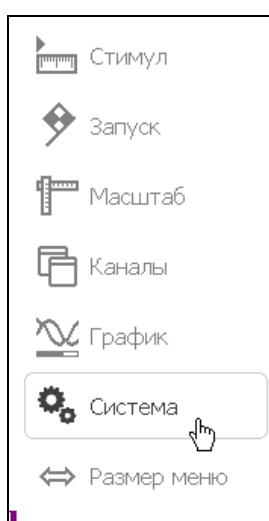 Стимул
Запуск
Масштаб
Каналы
График
Система
Размер меню